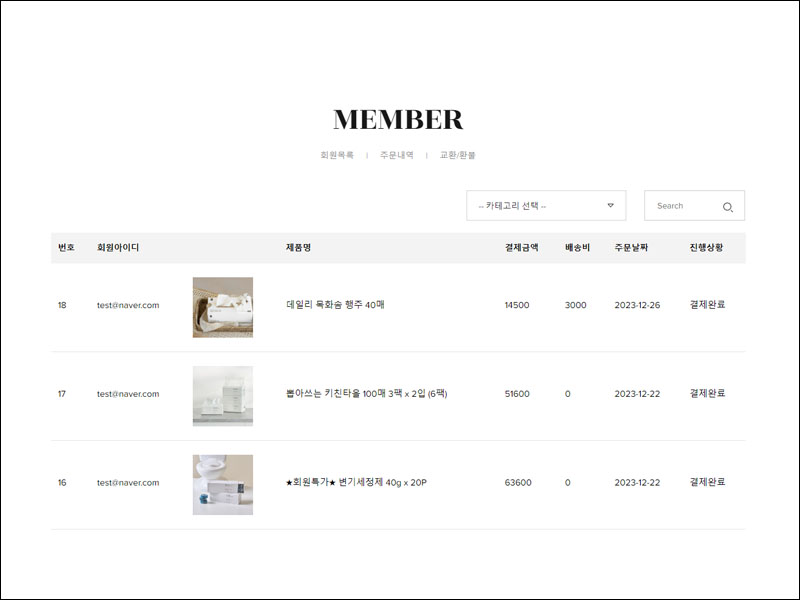 MEMBER
회원목록 | 주문내역 | 교환/환불
-- 카테고리 선택 -- Search
번호 회원아이디 제품명 결제금액 배송비 주문날짜 진행상황
18 test@naver.com 데일리 목화솜 행주 40매 14500 3000 2023-12-26 결제완료
17 test@naver.com 뽑아쓰는 키친타올 100매 3팩 x 2입 (6팩) 51600 0 2023-12-22 결제완료
16 test@naver.com ★회원특가★ 변기세정제 40g x 20P 63600 0 2023-12-22 결제완료